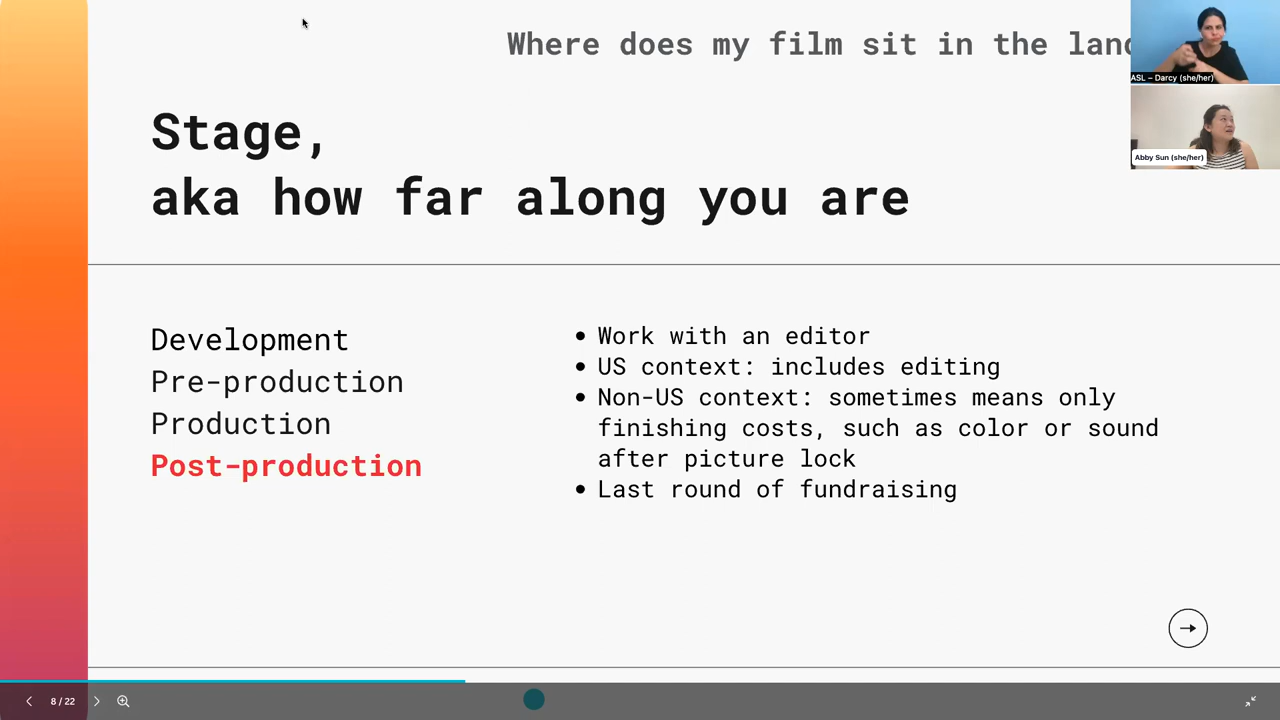 Where does my film sit in the land
ASL – Darcy (she/her)
Abby Sun (she/her)
Stage,
aka how far along you are
Development
Pre-production
Production
Post-production
• Work with an editor
• US context: includes editing
• Non-US context: sometimes means only
finishing costs, such as color or sound
after picture lock
• Last round of fundraising
8 / 22